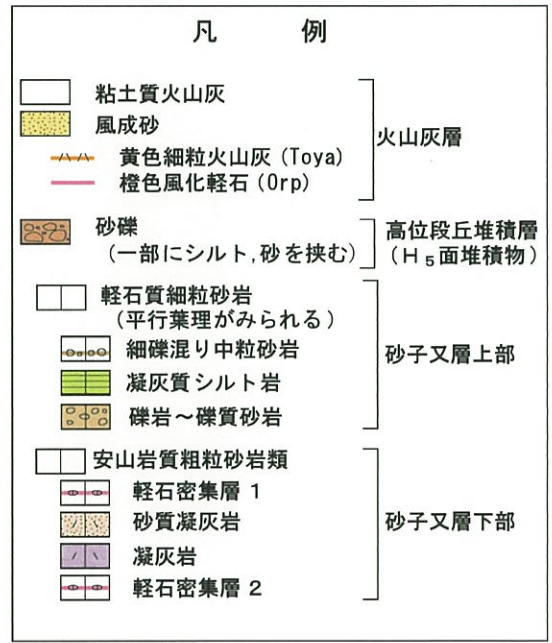 凡 例
粘土質火山灰
風成砂
黄色細粒火山灰 (Toya)
橙色風化軽石 (Orp)
火山灰層
砂礫
(一部にシルト,砂を挟む)
高位段丘堆積層
(H₅面堆積物)
軽石質細粒砂岩
(平行葉理がみられる)
細礫混り中粒砂岩
凝灰質シルト岩
礫岩～礫質砂岩
砂子又層上部
安山岩質粗粒砂岩類
軽石密集層 1
砂質凝灰岩
凝灰岩
軽石密集層 2
砂子又層下部